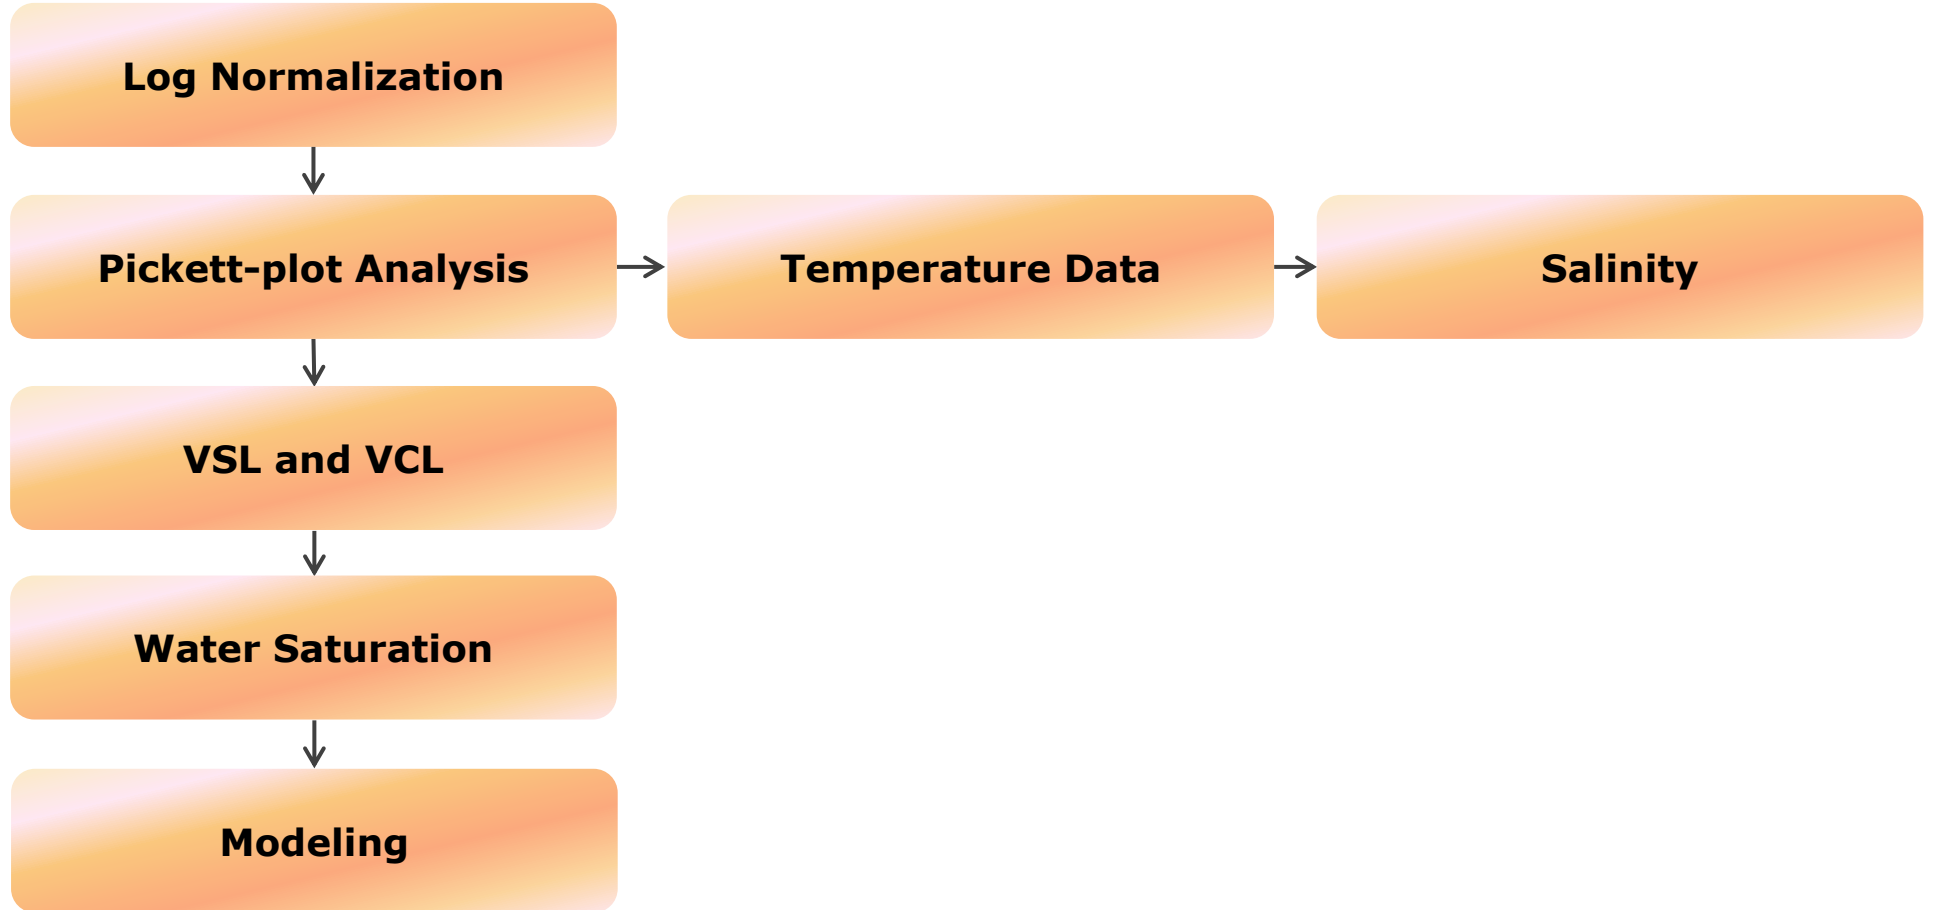 Log Normalization
Pickett-plot Analysis
Temperature Data
Salinity
VSL and VCL
Water Saturation
Modeling